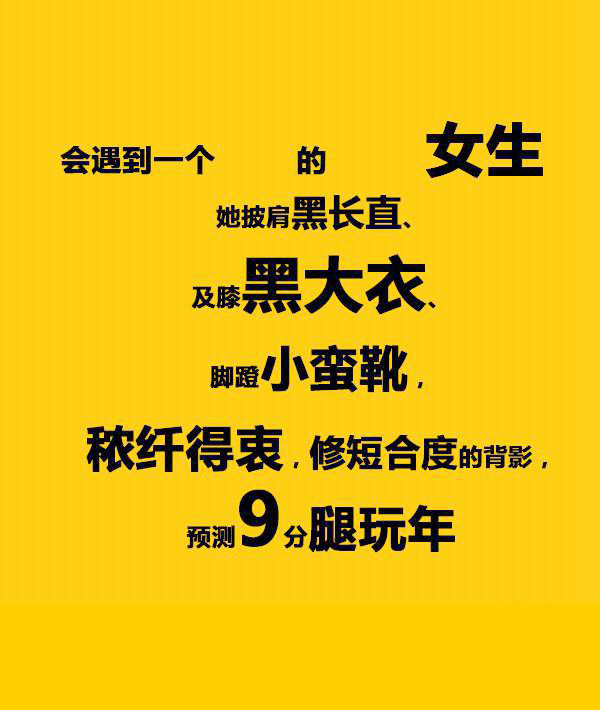 会遇到一个 的 女生
她披肩黑长直、
及膝黑大衣、
脚蹬小蛮靴，
秾纤得衷，修短合度的背影，
预测9分腿玩年